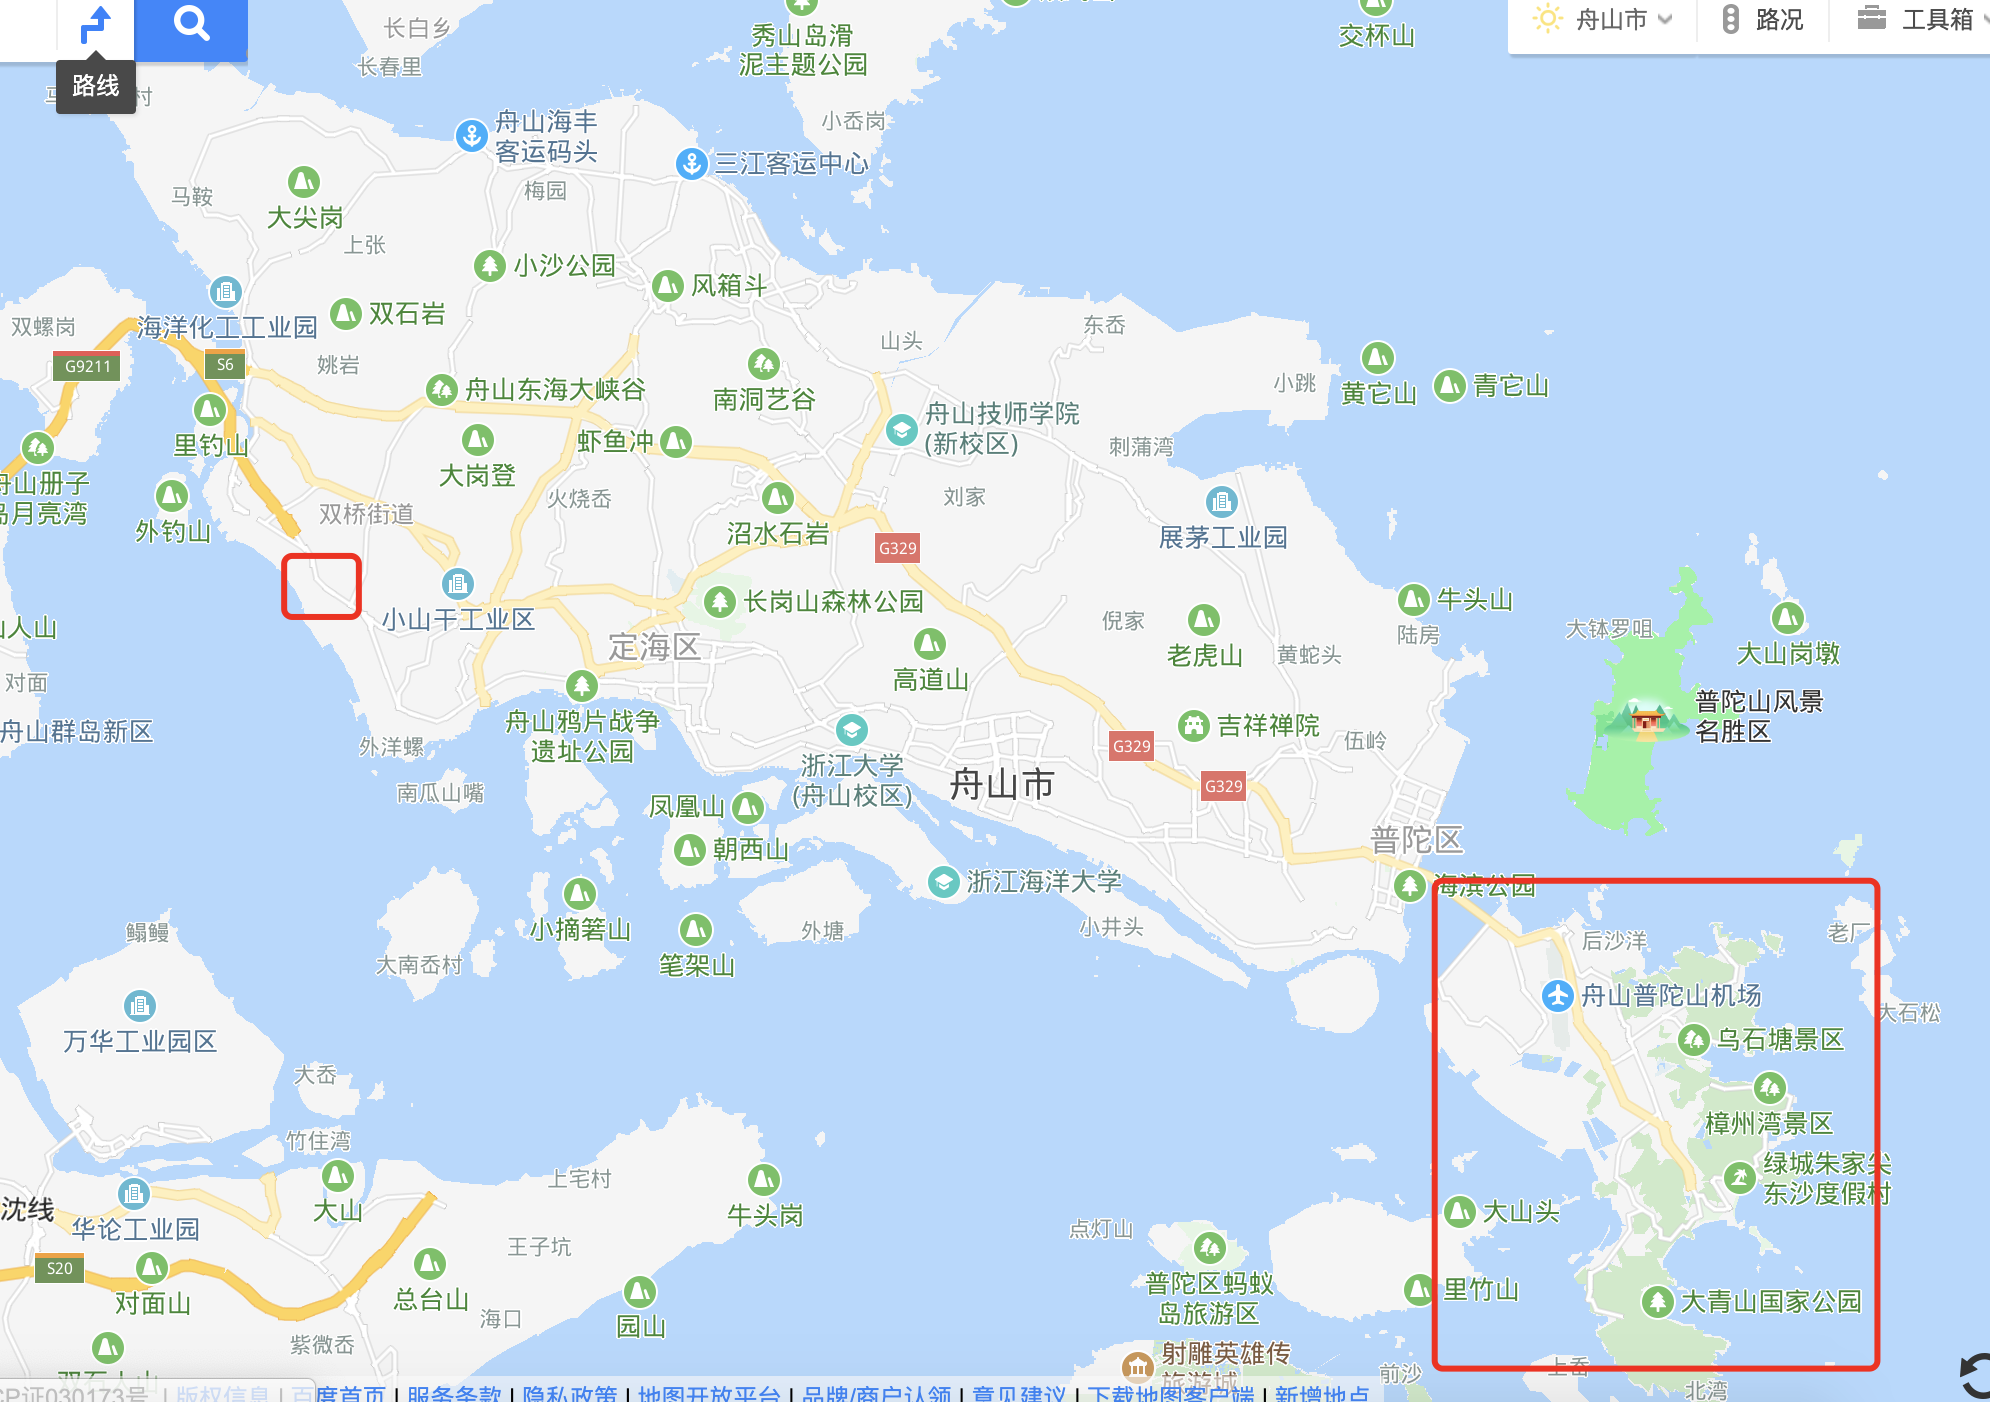 长白乡
秀山岛滑
泥主题公园
交杯山
舟山市
路况
工具箱
长春里
路线
村
小岙岗
舟山海丰
客运码头
三江客运中心
马鞍
梅园
大尖岗
上张
小沙公园
风箱斗
双螺岗
海洋化工工业园
双石岩
东岙
山头
G9211
S6
姚岩
小跳
黄它山
青它山
舟山东海大峡谷
南洞艺谷
舟山技师学院
(新校区)
里钓山
虾鱼冲
刺蒲湾
大岗登
舟山册子
岛月亮湾
双桥街道
火烧岙
刘家
外钓山
沼水石岩
展茅工业园
G329
小山干工业区
长岗山森林公园
倪家
牛头山
陆房
大钵罗咀
大山岗墩
定海区
高道山
老虎山
黄蛇头
对面
舟山群岛新区
舟山鸦片战争
遗址公园
外洋螺
吉祥禅院
伍岭
普陀山风景
名胜区
G329
浙江大学
(舟山校区)
舟山市
G329
南瓜山嘴
凤凰山
朝西山
普陀区
浙江海洋大学
海滨公园
小摘箬山
外塘
小井头
鳎鳗
大南岙村
笔架山
后沙洋
老厂
舟山普陀山机场
大石松
万华工业园区
乌石塘景区
大岙
樟州湾景区
竹住湾
上宅村
绿城朱家尖
东沙度假村
沈线
华论工业园
大山
牛头岗
大山头
点灯山
王子坑
S20
对面山
总台山
海口
园山
普陀区蚂蚁
岛旅游区
里竹山
大青山国家公园
紫微岙
射雕英雄传
旅游城
前沙
上岙
北湾
CP证030173号 | 版权信息 | 百度首页 | 服务条款 | 隐私政策 | 地图开放平台 | 品牌/商户认领 | 意见建议 | 下载地图客户端 | 新增地点